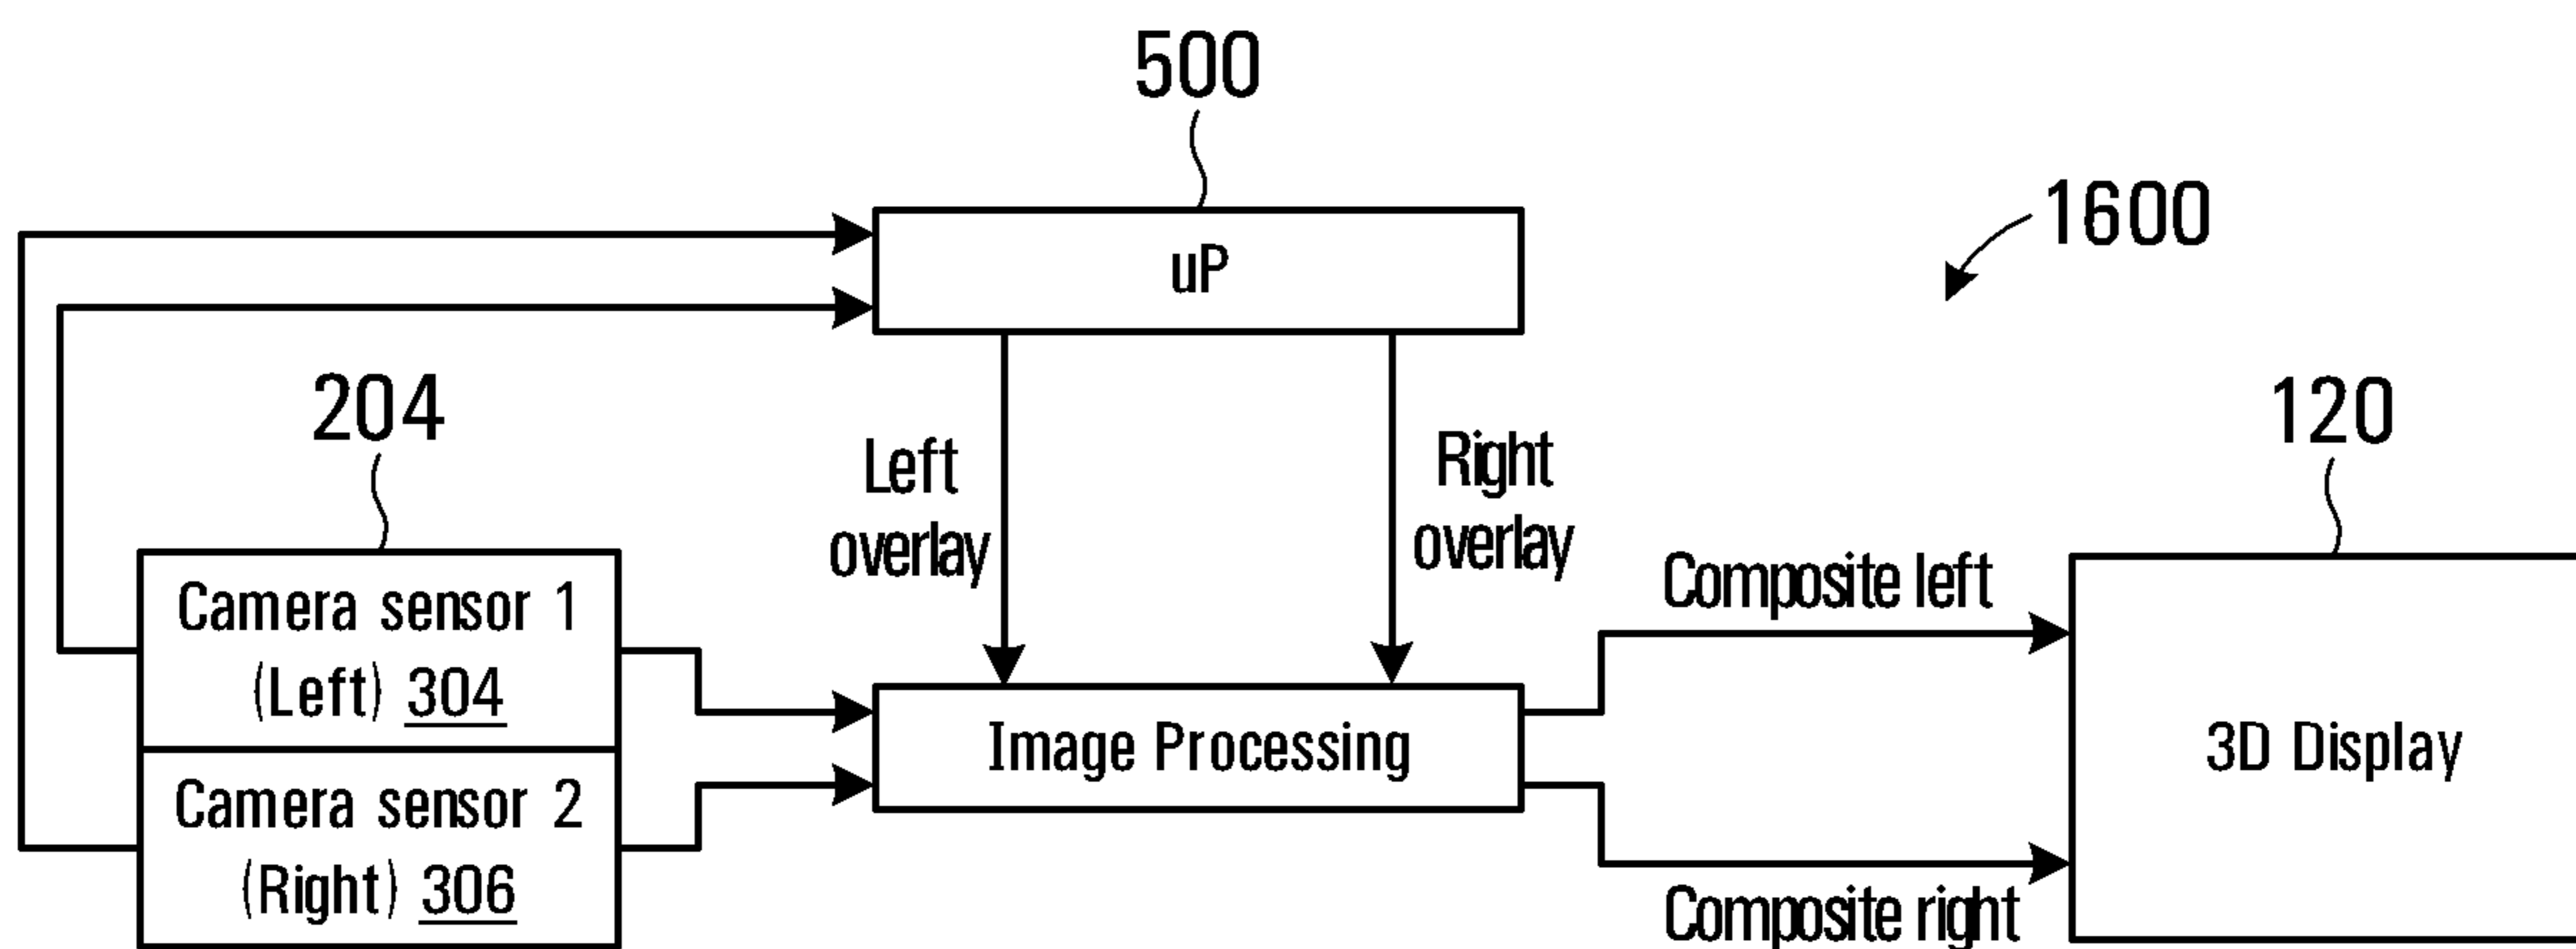 500
uP
1600
204
120
Left
overlay
Right
overlay
Camera sensor 1
(Left) 304
Camera sensor 2
(Right) 306
Image Processing
Composite left
Composite right
3D Display